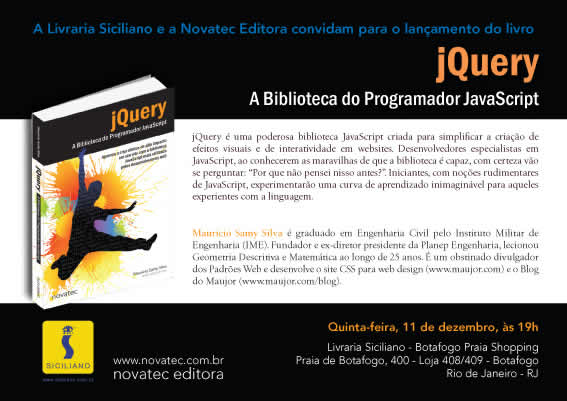 A Livraria Siciliano e a Novatec Editora convidam para o lançamento do livro
jQuery
A Biblioteca do Programador JavaScript
jQuery
A Biblioteca do Programador JavaScript
Maurício Samy Silva
novatec
jQuery é uma poderosa biblioteca JavaScript criada para simplificar a criação de
efeitos visuais e de interatividade em websites. Desenvolvedores especialistas em
JavaScript, ao conhecerem as maravilhas de que a biblioteca é capaz, com certeza vão
se perguntar: “Por que não pensei nisso antes?”. Iniciantes, com noções rudimentares
de JavaScript, experimentarão uma curva de aprendizado inimaginável para aqueles
experientes com a linguagem.
Maurício Samy Silva é graduado em Engenharia Civil pelo Instituto Militar de
Engenharia (IME). Fundador e ex-diretor presidente da Planep Engenharia, lecionou
Geometria Descritiva e Matemática ao longo de 25 anos. É um obstinado divulgador
dos Padrões Web e desenvolve o site CSS para web design (www.maujor.com) e o Blog
do Maujor (www.maujor.com/blog).
Quinta-feira, 11 de dezembro, às 19h
Livraria Siciliano - Botafogo Praia Shopping
Praia de Botafogo, 400 - Loja 408/409 - Botafogo
Rio de Janeiro - RJ
SICILIANO
www.siciliano.com.br
www.novatec.com.br
novatec editora